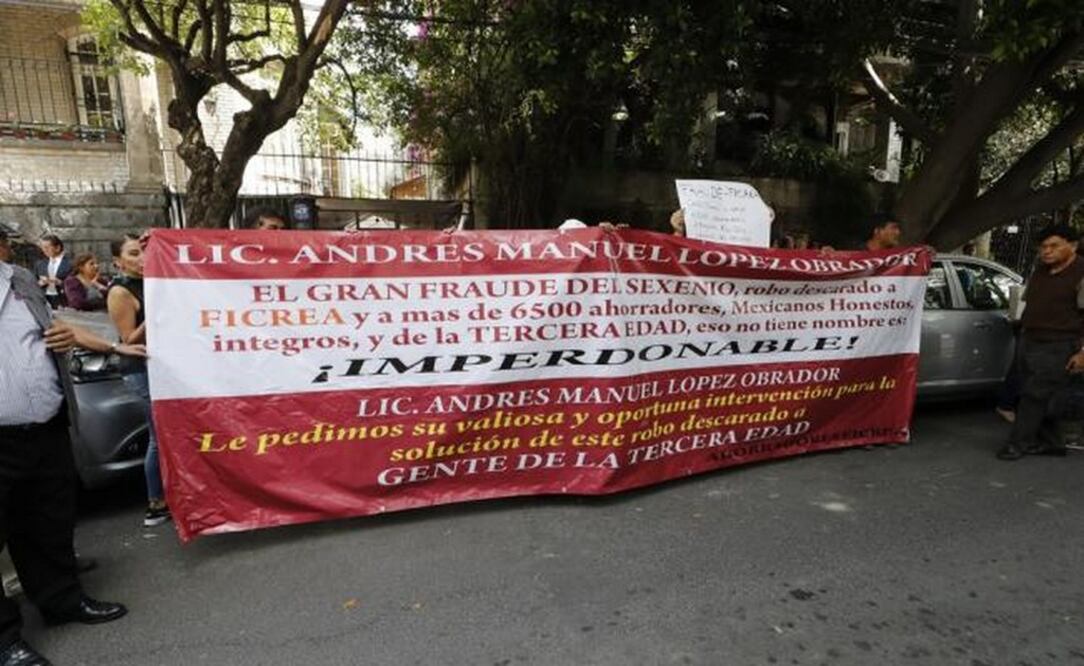 FRAUDE-FICREA
LIC. ANDRES MANUEL LOPEZ OBRADOR
EL GRAN FRAUDE DEL SEXENIO, robo descarado a
FICREA y a mas de 6500 ahorradores, Mexicanos Honestos,
integros, y de la TERCERA EDAD, eso no tiene nombre es:
¡IMPERDONABLE!
LIC. ANDRES MANUEL LOPEZ OBRADOR
Le pedimos su valiosa y oportuna intervención para la
solución de este robo descarado a
GENTE DE LA TERCERA EDAD